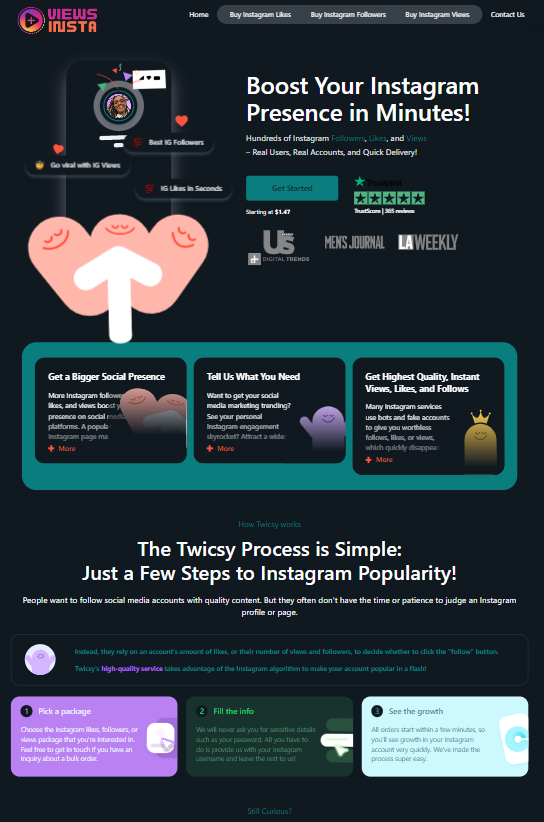 VIEWS
INSTA
Home
Buy Instagram Likes
Buy Instagram Followers
Buy Instagram Views
Contact Us
Best IG Followers
Go viral with IG Views
IG Likes in Seconds
Boost Your Instagram
Presence in Minutes!
Hundreds of Instagram Followers, Likes, and Views
– Real Users, Real Accounts, and Quick Delivery!
Get Started
Starting at $1.47
Trustpilot
TrustScore | 365 reviews
Us
MEN'S JOURNAL
LA WEEKLY
DIGITAL TRENDS
Get a Bigger Social Presence
More Instagram follow
likes, and views boost y
presence on social media
platforms. A popula
Instagram page ma
More
Tell Us What You Need
Want to get your social
media marketing trending?
See your personal
Instagram engagement
skyrocket? Attract a wide
More
Get Highest Quality, Instant
Views, Likes, and Follows
Many Instagram services
use bots and fake accounts
to give you worthless
follows, likes, or views,
which quickly disappea
More
How Twicsy works
The Twicsy Process is Simple:
Just a Few Steps to Instagram Popularity!
People want to follow social media accounts with quality content. But they often don't have the time or patience to judge an Instagram
profile or page.
Instead, they rely on an account's amount of likes, or their number of views and followers, to decide whether to click the "follow" button.
Twicsy's high-quality service takes advantage of the Instagram algorithm to make your account popular in a flash!
1 Pick a package
Choose the Instagram likes, followers, or
views package that you're interested in.
Feel free to get in touch if you have an
inquiry about a bulk order.
2 Fill the info
We will never ask you for sensitive details
such as your password. All you have to
do is provide us with your Instagram
username and leave the rest to us!
3 See the growth
All orders start within a few minutes, so
you'll see growth in your Instagram
account very quickly. We've made the
process super easy.
Still Curious?